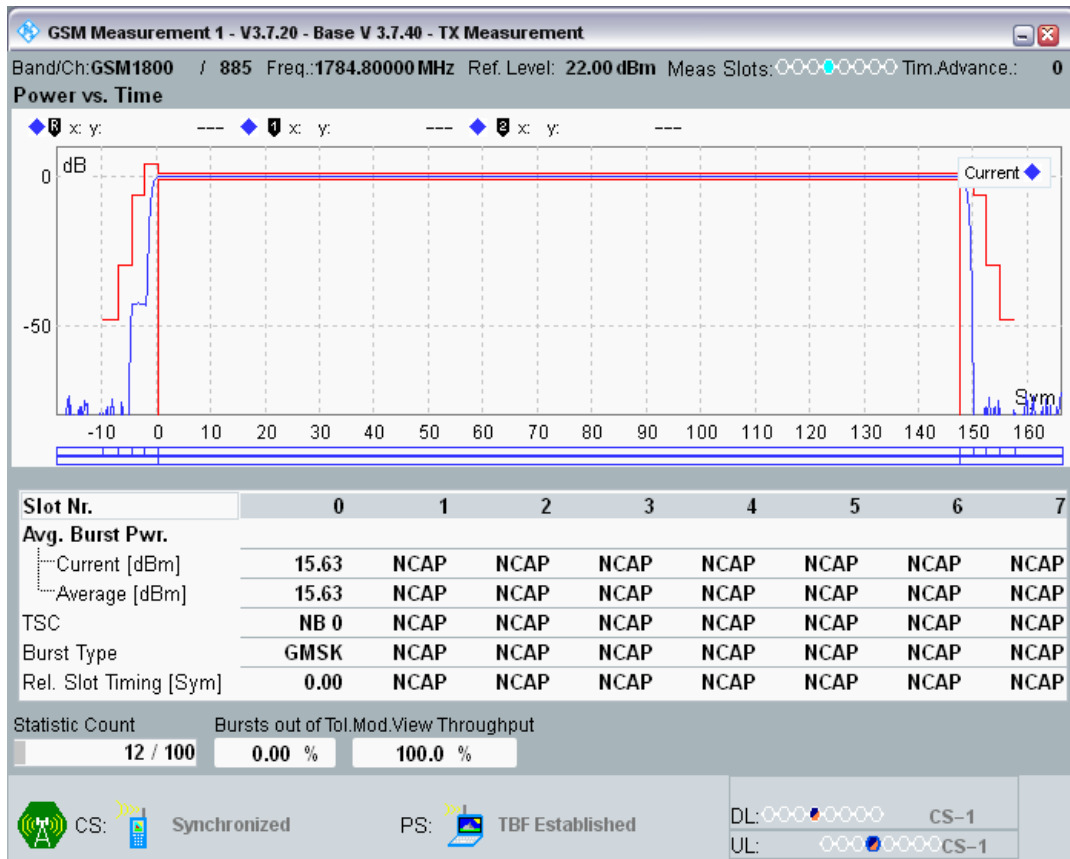 GSM Measurement 1 - V3.7.20 - Base V 3.7.40 - TX Measurement
Band/Ch:GSM1800 / 885 Freq.:1784.80000 MHz Ref. Level: 22.00 dBm Meas Slots: Tim.Advance.: 0
Power vs. Time
R x: y: --- 1 x: y: --- 2 x: y: ---
dB
Current
0
-50
Sym
-10 0 10 20 30 40 50 60 70 80 90 100 110 120 130 140 150 160
Slot Nr. 0 1 2 3 4 5 6 7
Avg. Burst Pwr.
Current [dBm] 15.63 NCAP NCAP NCAP NCAP NCAP NCAP NCAP
Average [dBm] 15.63 NCAP NCAP NCAP NCAP NCAP NCAP NCAP
TSC NB 0 NCAP NCAP NCAP NCAP NCAP NCAP NCAP
Burst Type GMSK NCAP NCAP NCAP NCAP NCAP NCAP NCAP
Rel. Slot Timing [Sym] 0.00 NCAP NCAP NCAP NCAP NCAP NCAP NCAP
Statistic Count Bursts out of Tol. Mod.View Throughput
12 / 100 0.00 % 100.0 %
CS: Synchronized PS: TBF Established
DL: CS-1
UL: CS-1